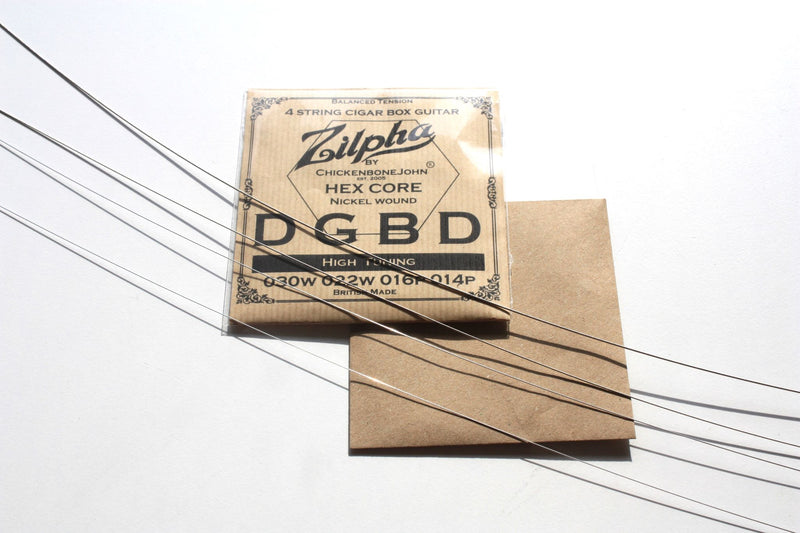 Balanced Tension
4 String Cigar Box Guitar
Zilpha
BY
ChickenboneJohn ®
EST. 2005
Hex Core
Nickel Wound
D G B D
High Tuning
030W 022W 016P 014P
British Made